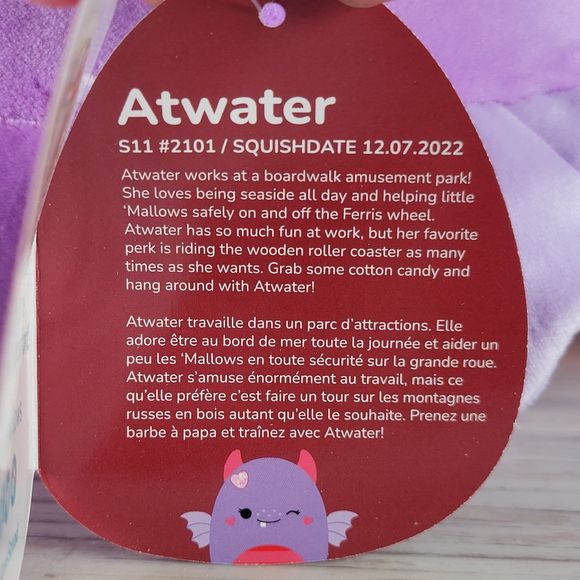 Atwater
S11 #2101 / SQUISHDATE 12.07.2022
Atwater works at a boardwalk amusement park!
She loves being seaside all day and helping little
‘Mallows safely on and off the Ferris wheel.
Atwater has so much fun at work, but her favorite
perk is riding the wooden roller coaster as many
times as she wants. Grab some cotton candy and
hang around with Atwater!
Atwater travaille dans un parc d’attractions. Elle
adore être au bord de mer toute la journée et aider un
peu les ‘Mallows en toute sécurité sur la grande roue.
Atwater s’amuse énormément au travail, mais ce
qu’elle préfère c’est faire un tour sur les montagnes
russes en bois autant qu’elle le souhaite. Prenez une
barbe à papa et traînez avec Atwater!